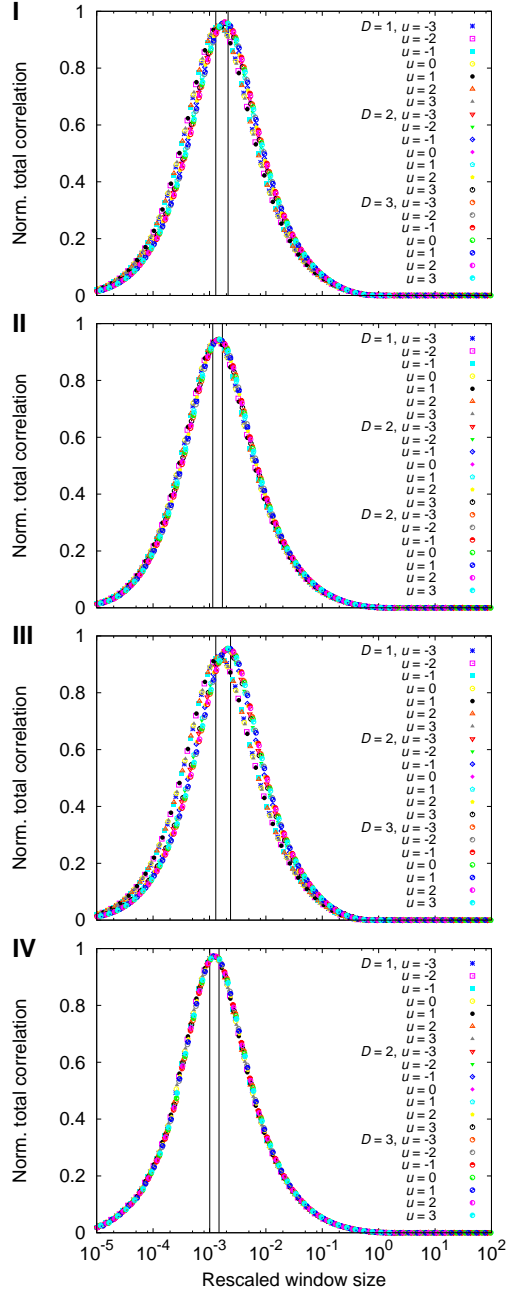 I
Norm. total correlation
1
0.8
0.6
0.4
0.2
0
D = 1, u = -3
u = -2
u = -1
u = 0
u = 1
u = 2
u = 3
D = 2, u = -3
u = -2
u = -1
u = 0
u = 1
u = 2
u = 3
D = 3, u = -3
u = -2
u = -1
u = 0
u = 1
u = 2
u = 3
II
Norm. total correlation
1
0.8
0.6
0.4
0.2
0
D = 1, u = -3
u = -2
u = -1
u = 0
u = 1
u = 2
u = 3
D = 2, u = -3
u = -2
u = -1
u = 0
u = 1
u = 2
u = 3
D = 2, u = -3
u = -2
u = -1
u = 0
u = 1
u = 2
u = 3
III
Norm. total correlation
1
0.8
0.6
0.4
0.2
0
D = 1, u = -3
u = -2
u = -1
u = 0
u = 1
u = 2
u = 3
D = 2, u = -3
u = -2
u = -1
u = 0
u = 1
u = 2
u = 3
D = 3, u = -3
u = -2
u = -1
u = 0
u = 1
u = 2
u = 3
IV
Norm. total correlation
1
0.8
0.6
0.4
0.2
0
D = 1, u = -3
u = -2
u = -1
u = 0
u = 1
u = 2
u = 3
D = 2, u = -3
u = -2
u = -1
u = 0
u = 1
u = 2
u = 3
D = 3, u = -3
u = -2
u = -1
u = 0
u = 1
u = 2
u = 3
10⁻⁵ 10⁻⁴ 10⁻³ 10⁻² 10⁻¹ 10⁰ 10¹ 10²
Rescaled window size